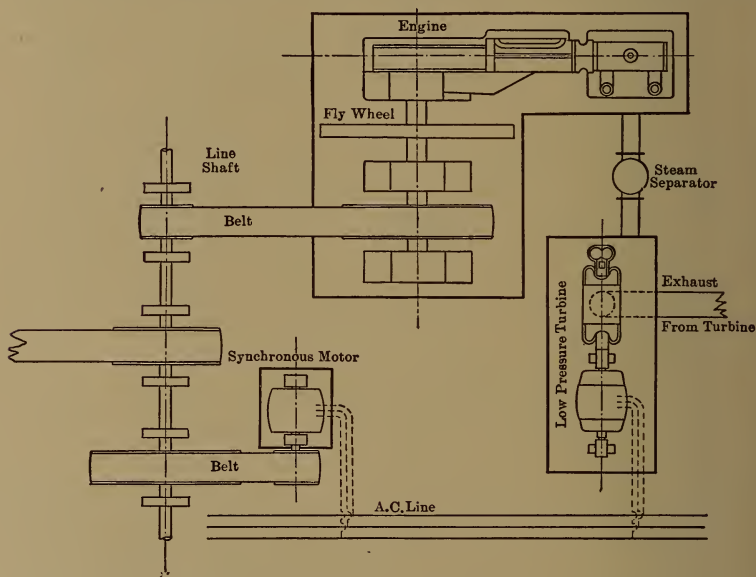 Engine
Fly Wheel
Line
Shaft
Steam
Separator
Belt
Exhaust
From Turbine
Low Pressure Turbine
Synchronous Motor
Belt
A.C. Line